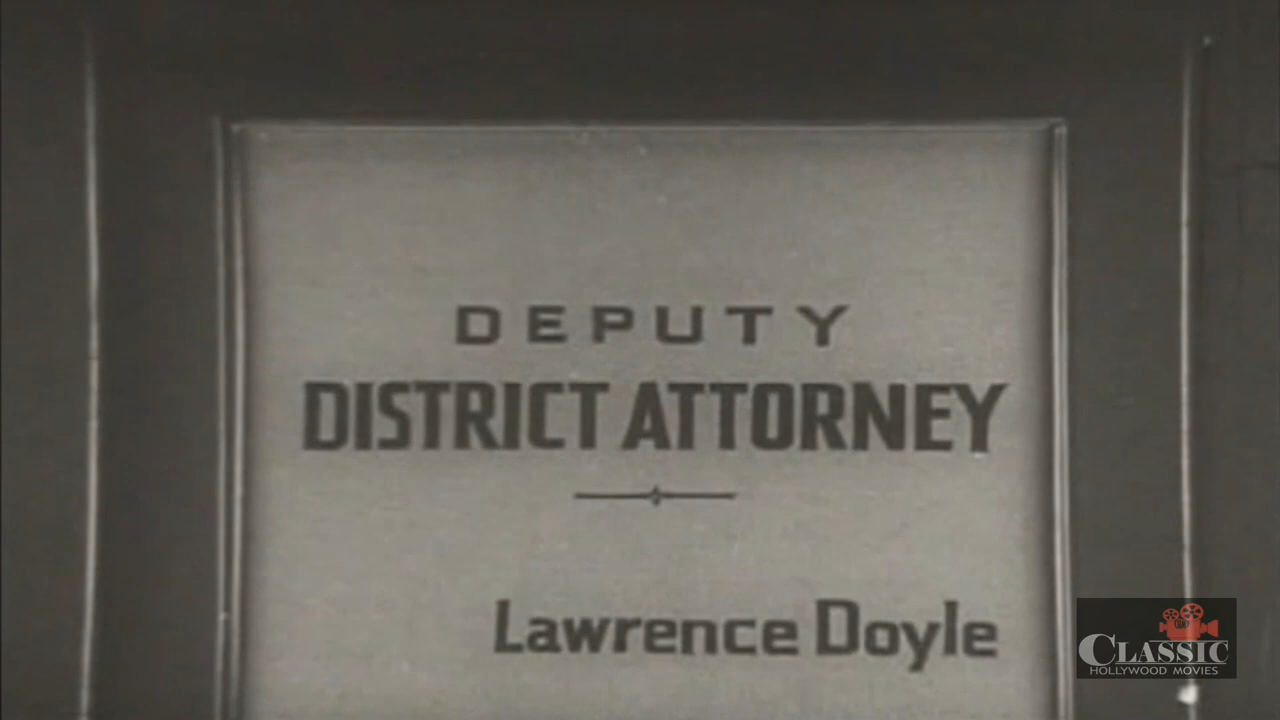 DEPUTY
DISTRICT ATTORNEY
Lawrence Doyle
CLASSIC
HOLLYWOOD MOVIES